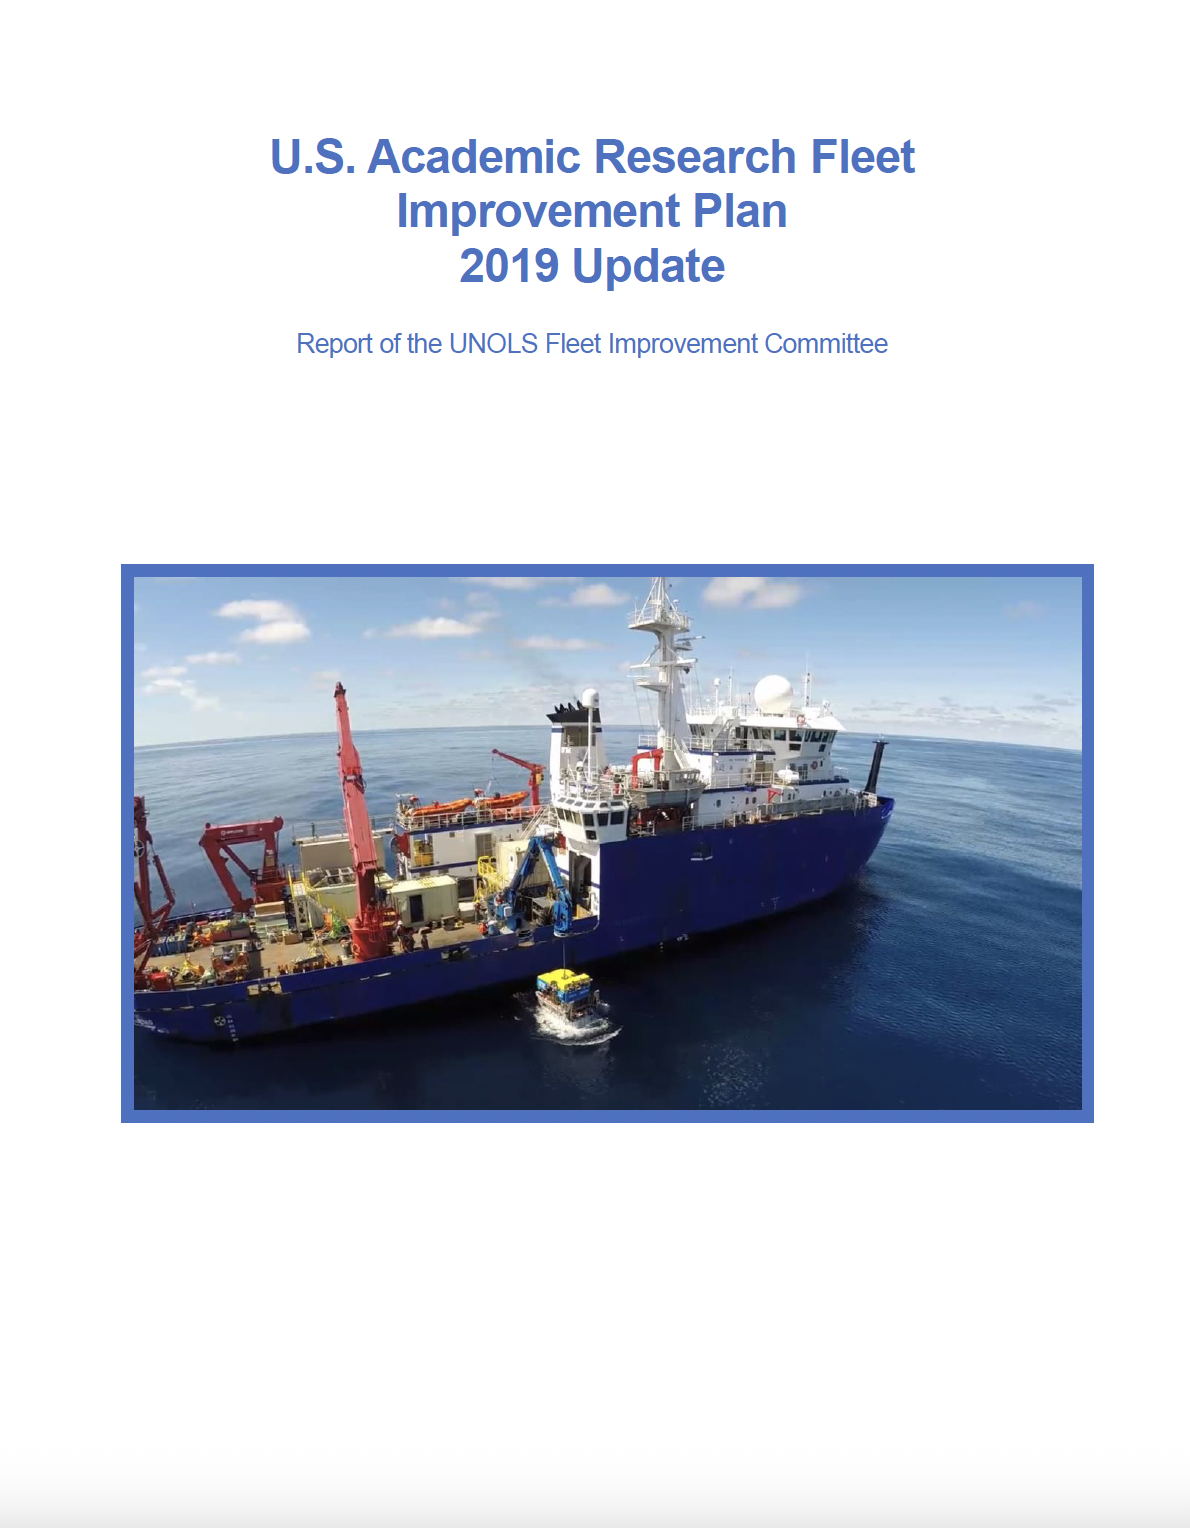 U.S. Academic Research Fleet
Improvement Plan
2019 Update
Report of the UNOLS Fleet Improvement Committee